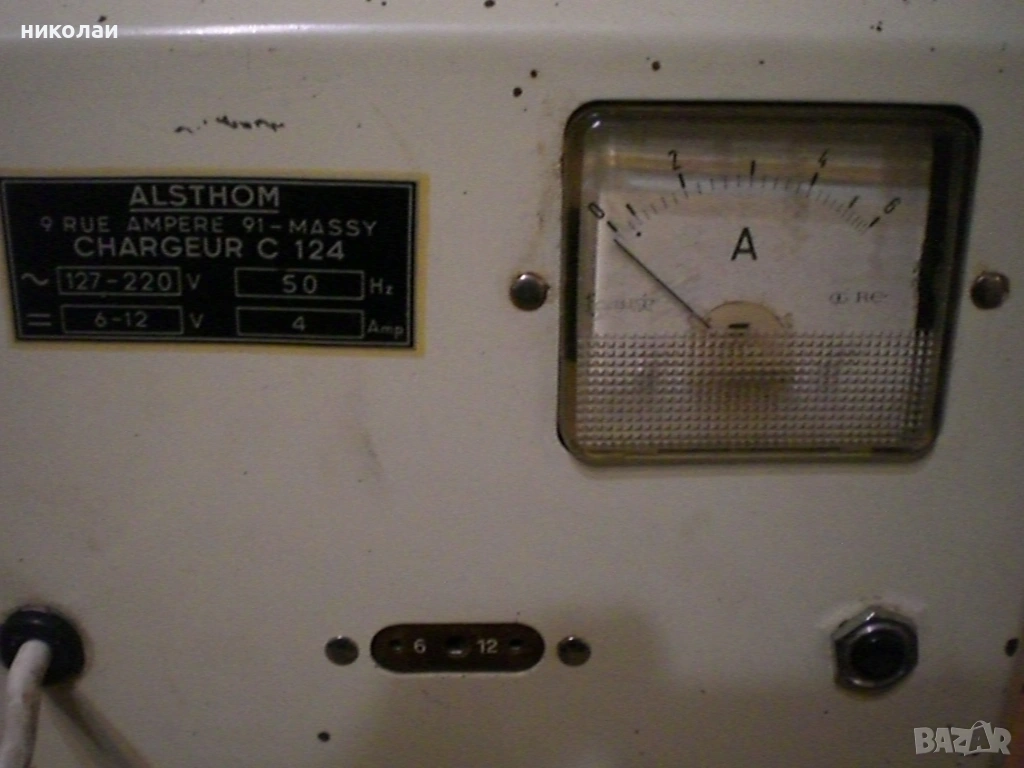 николай
ALSTHOM
9 RUE AMPERE 91-MASSY
CHARGEUR C 124
~ 127-220 V 50 Hz
= 6-12 V 4 Amp
0 2 4 6
A
6 12
BAZAR